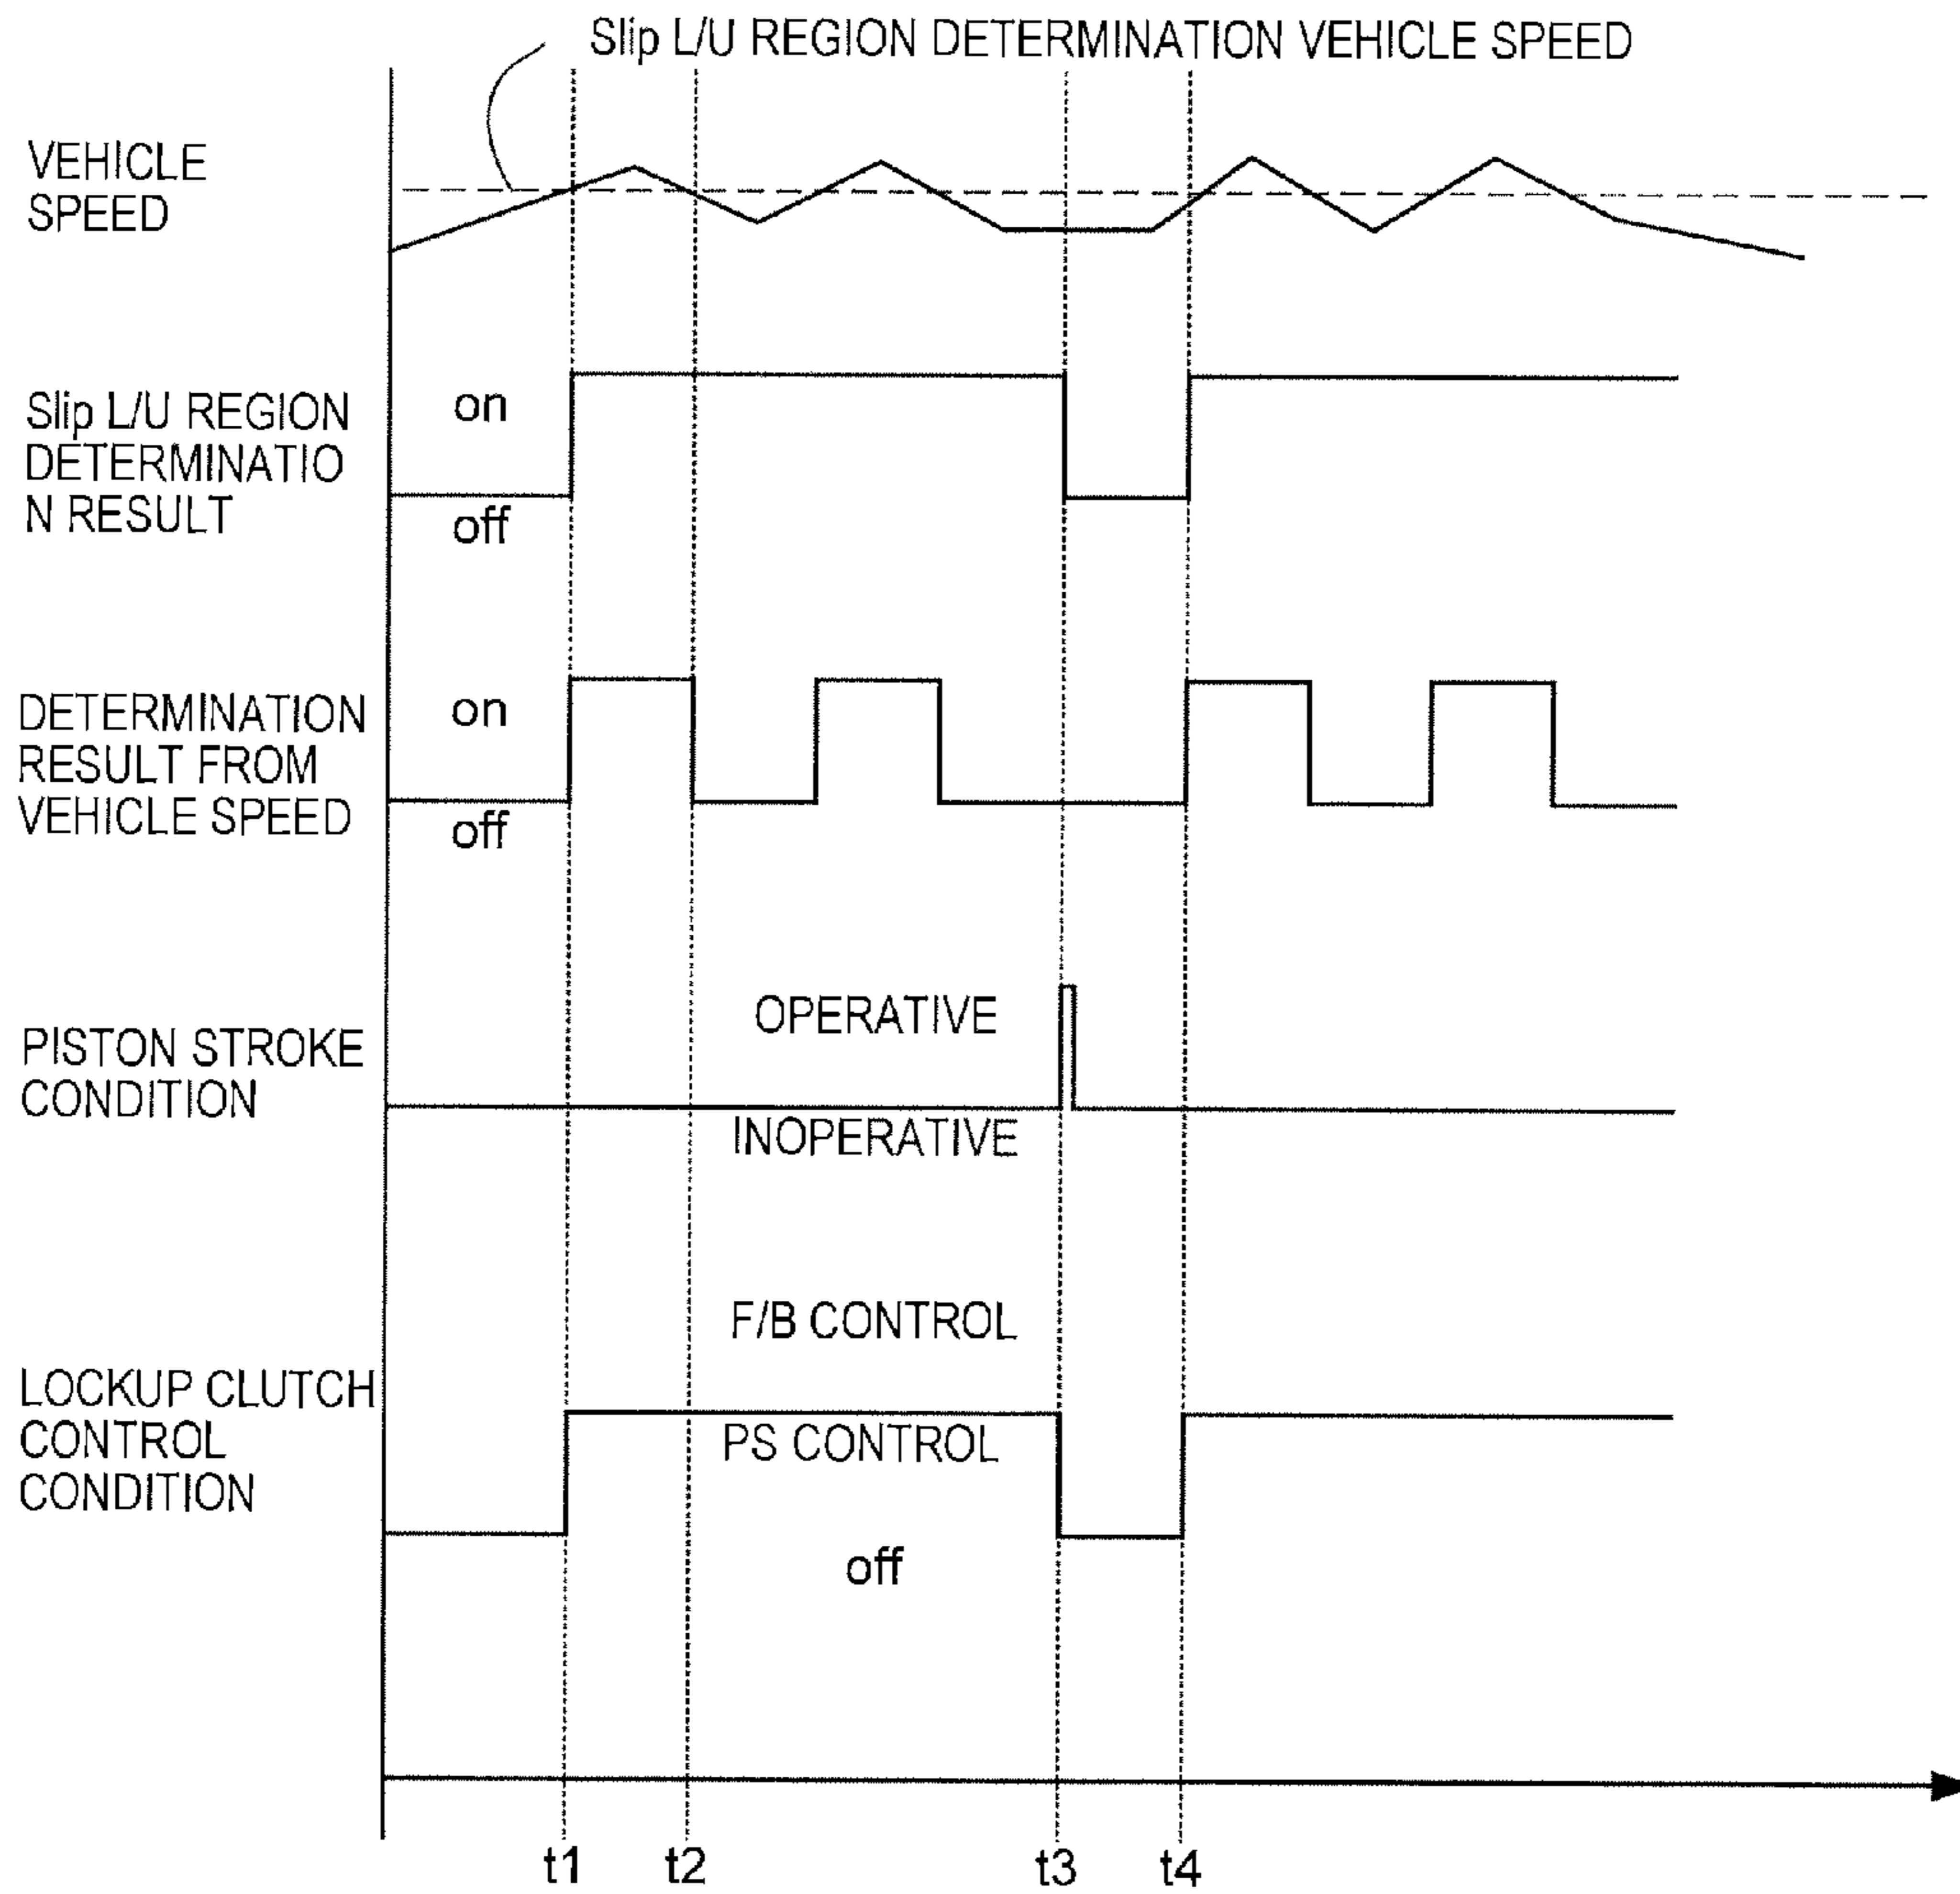 Slip L/U REGION DETERMINATION VEHICLE SPEED
VEHICLE
SPEED
Slip L/U REGION
DETERMINATIO
N RESULT
on
off
DETERMINATION
RESULT FROM
VEHICLE SPEED
on
off
PISTON STROKE
CONDITION
OPERATIVE
INOPERATIVE
LOCKUP CLUTCH
CONTROL
CONDITION
F/B CONTROL
PS CONTROL
off
t1
t2
t3
t4